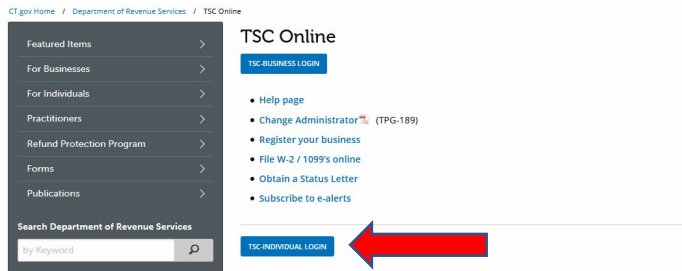 CT.gov Home / Department of Revenue Services / TSC Online
Featured Items
For Businesses
For Individuals
Practitioners
Refund Protection Program
Forms
Publications
Search Department of Revenue Services
by Keyword
TSC Online
TSC-BUSINESS LOGIN
Help page
Change Administrator (TPG-189)
Register your business
File W-2 / 1099's online
Obtain a Status Letter
Subscribe to e-alerts
TSC-INDIVIDUAL LOGIN